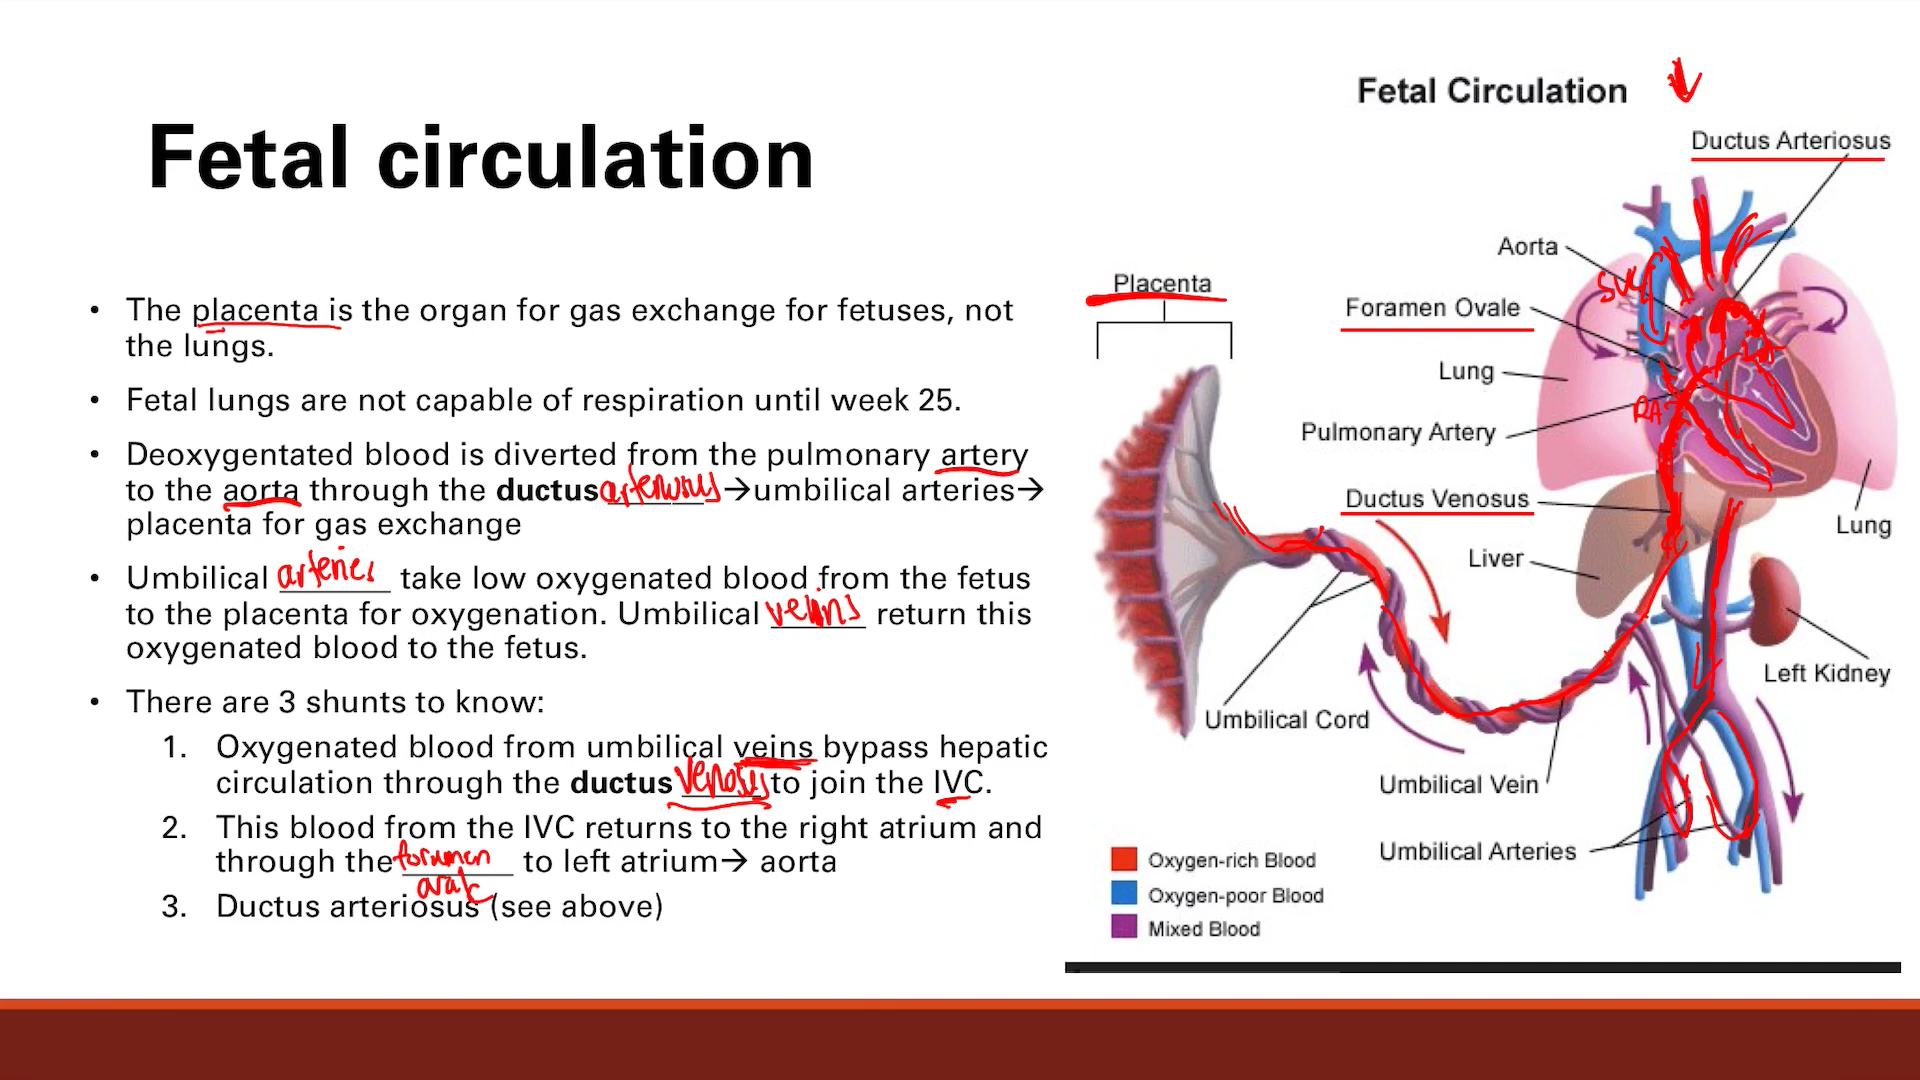 Fetal circulation
• The placenta is the organ for gas exchange for fetuses, not
the lungs.
• Fetal lungs are not capable of respiration until week 25.
• Deoxygentated blood is diverted from the pulmonary artery
to the aorta through the ductus arteriosus→umbilical arteries→
placenta for gas exchange
• Umbilical arteries take low oxygenated blood from the fetus
to the placenta for oxygenation. Umbilical veins return this
oxygenated blood to the fetus.
• There are 3 shunts to know:
1. Oxygenated blood from umbilical veins bypass hepatic
circulation through the ductus venosus to join the IVC.
2. This blood from the IVC returns to the right atrium and
through the foramen ovale to left atrium→ aorta
3. Ductus arteriosus (see above)
Fetal Circulation
Ductus Arteriosus
Aorta
SVC
Placenta
Foramen Ovale
Lung
RA
Pulmonary Artery
Ductus Venosus
Lung
Liver
Left Kidney
Umbilical Cord
Umbilical Vein
Umbilical Arteries
Oxygen-rich Blood
Oxygen-poor Blood
Mixed Blood